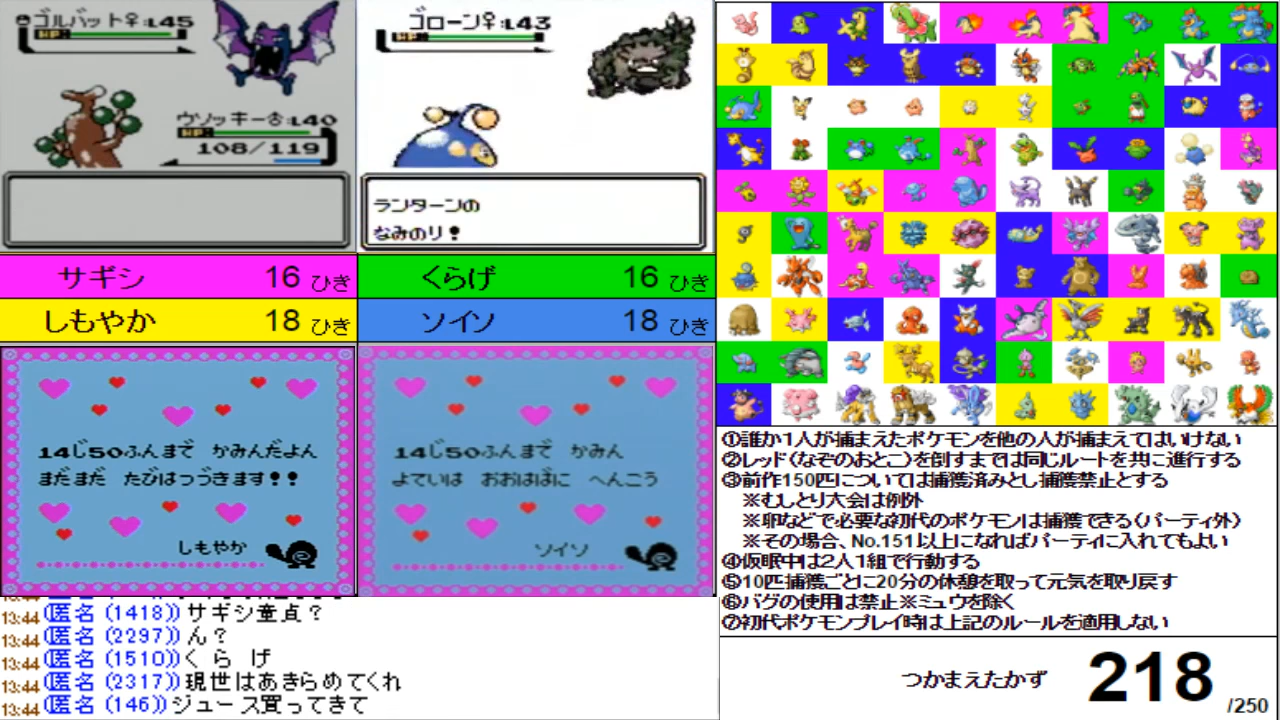 ゴルバット♀:L45
HP:
ウソッキー♂:L40
HP:
108/119
ゴローン♀:L43
HP:
ランターンの
なみのり!
サギシ 16 ひき
くらげ 16 ひき
しもやか 18 ひき
ソイソ 18 ひき
14じ50ふんまで かみんだよん
まだまだ たびはつづきます!!
しもやか
14じ50ふんまで かみん
よていは おおはばに へんこう
ソイソ
13:44 (匿名 (1418)) サギシ童貞?
13:44 (匿名 (2297)) ん?
13:44 (匿名 (1510)) く ら げ
13:44 (匿名 (2317)) 現世はあきらめてくれ
13:44 (匿名 (146)) ジュース買ってきて
①誰か1人が捕まえたポケモンを他の人が捕まえてはいけない
②レッド(なぞのおとこ)を倒すまでは同じルートを共に進行する
③前作150匹については捕獲済みとし捕獲禁止とする
※むしとり大会は例外
※卵などで必要な初代のポケモンは捕獲できる(パーティ外)
※その場合、No.151以上になればパーティに入れてもよい
④仮眠中は2人1組で行動する
⑤10匹捕獲ごとに20分の休憩を取って元気を取り戻す
⑥バグの使用は禁止※ミュウを除く
⑦初代ポケモンプレイ時は上記のルールを適用しない
つかまえたかず 218 /250